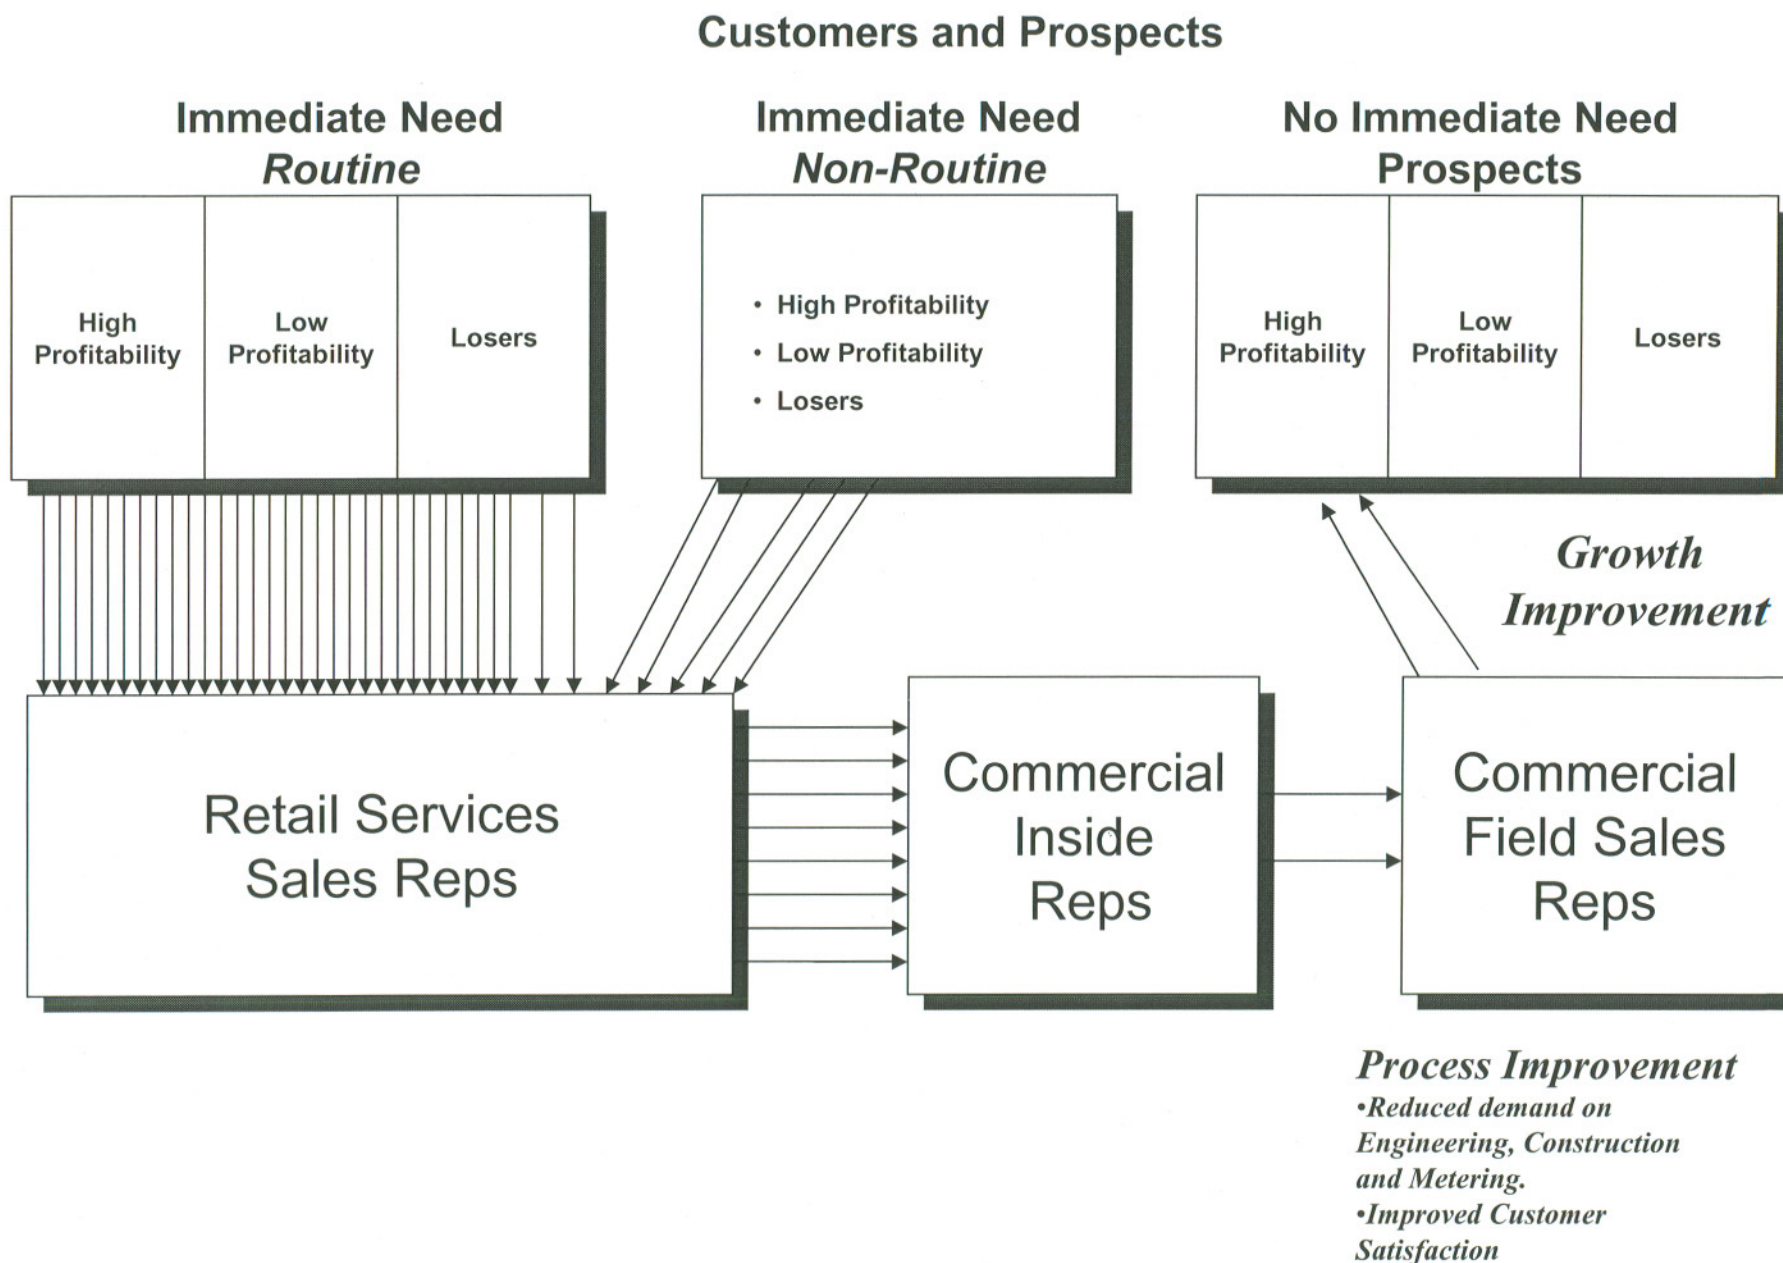 Customers and Prospects
Immediate Need
Routine
Immediate Need
Non-Routine
No Immediate Need
Prospects
High
Profitability
Low
Profitability
Losers
• High Profitability
• Low Profitability
• Losers
High
Profitability
Low
Profitability
Losers
Growth
Improvement
Retail Services
Sales Reps
Commercial
Inside
Reps
Commercial
Field Sales
Reps
Process Improvement
•Reduced demand on
Engineering, Construction
and Metering.
•Improved Customer
Satisfaction